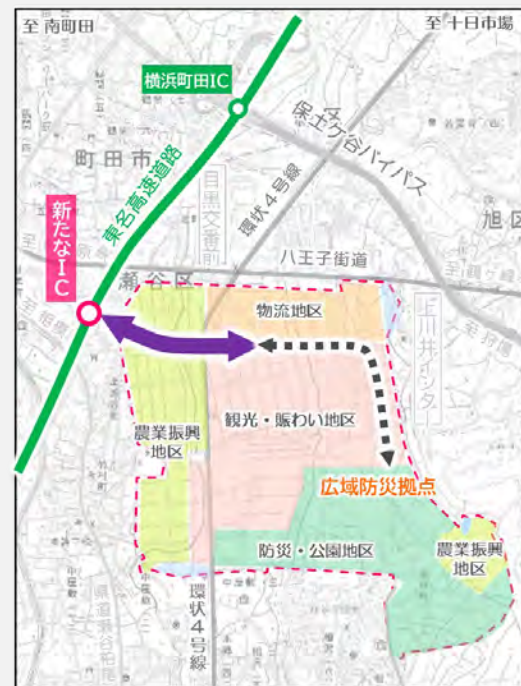 至 南町田
至 十日市場
横浜町田IC
保土ケ谷バイパス
町田市
東名高速道路
目黒交番前
環状4号線
旭区
新たなIC
八王子街道
瀬谷区
物流地区
上川井インター
観光・賑わい地区
農業振興
地区
広域防災拠点
防災・公園地区
農業振興
地区
環状4号線